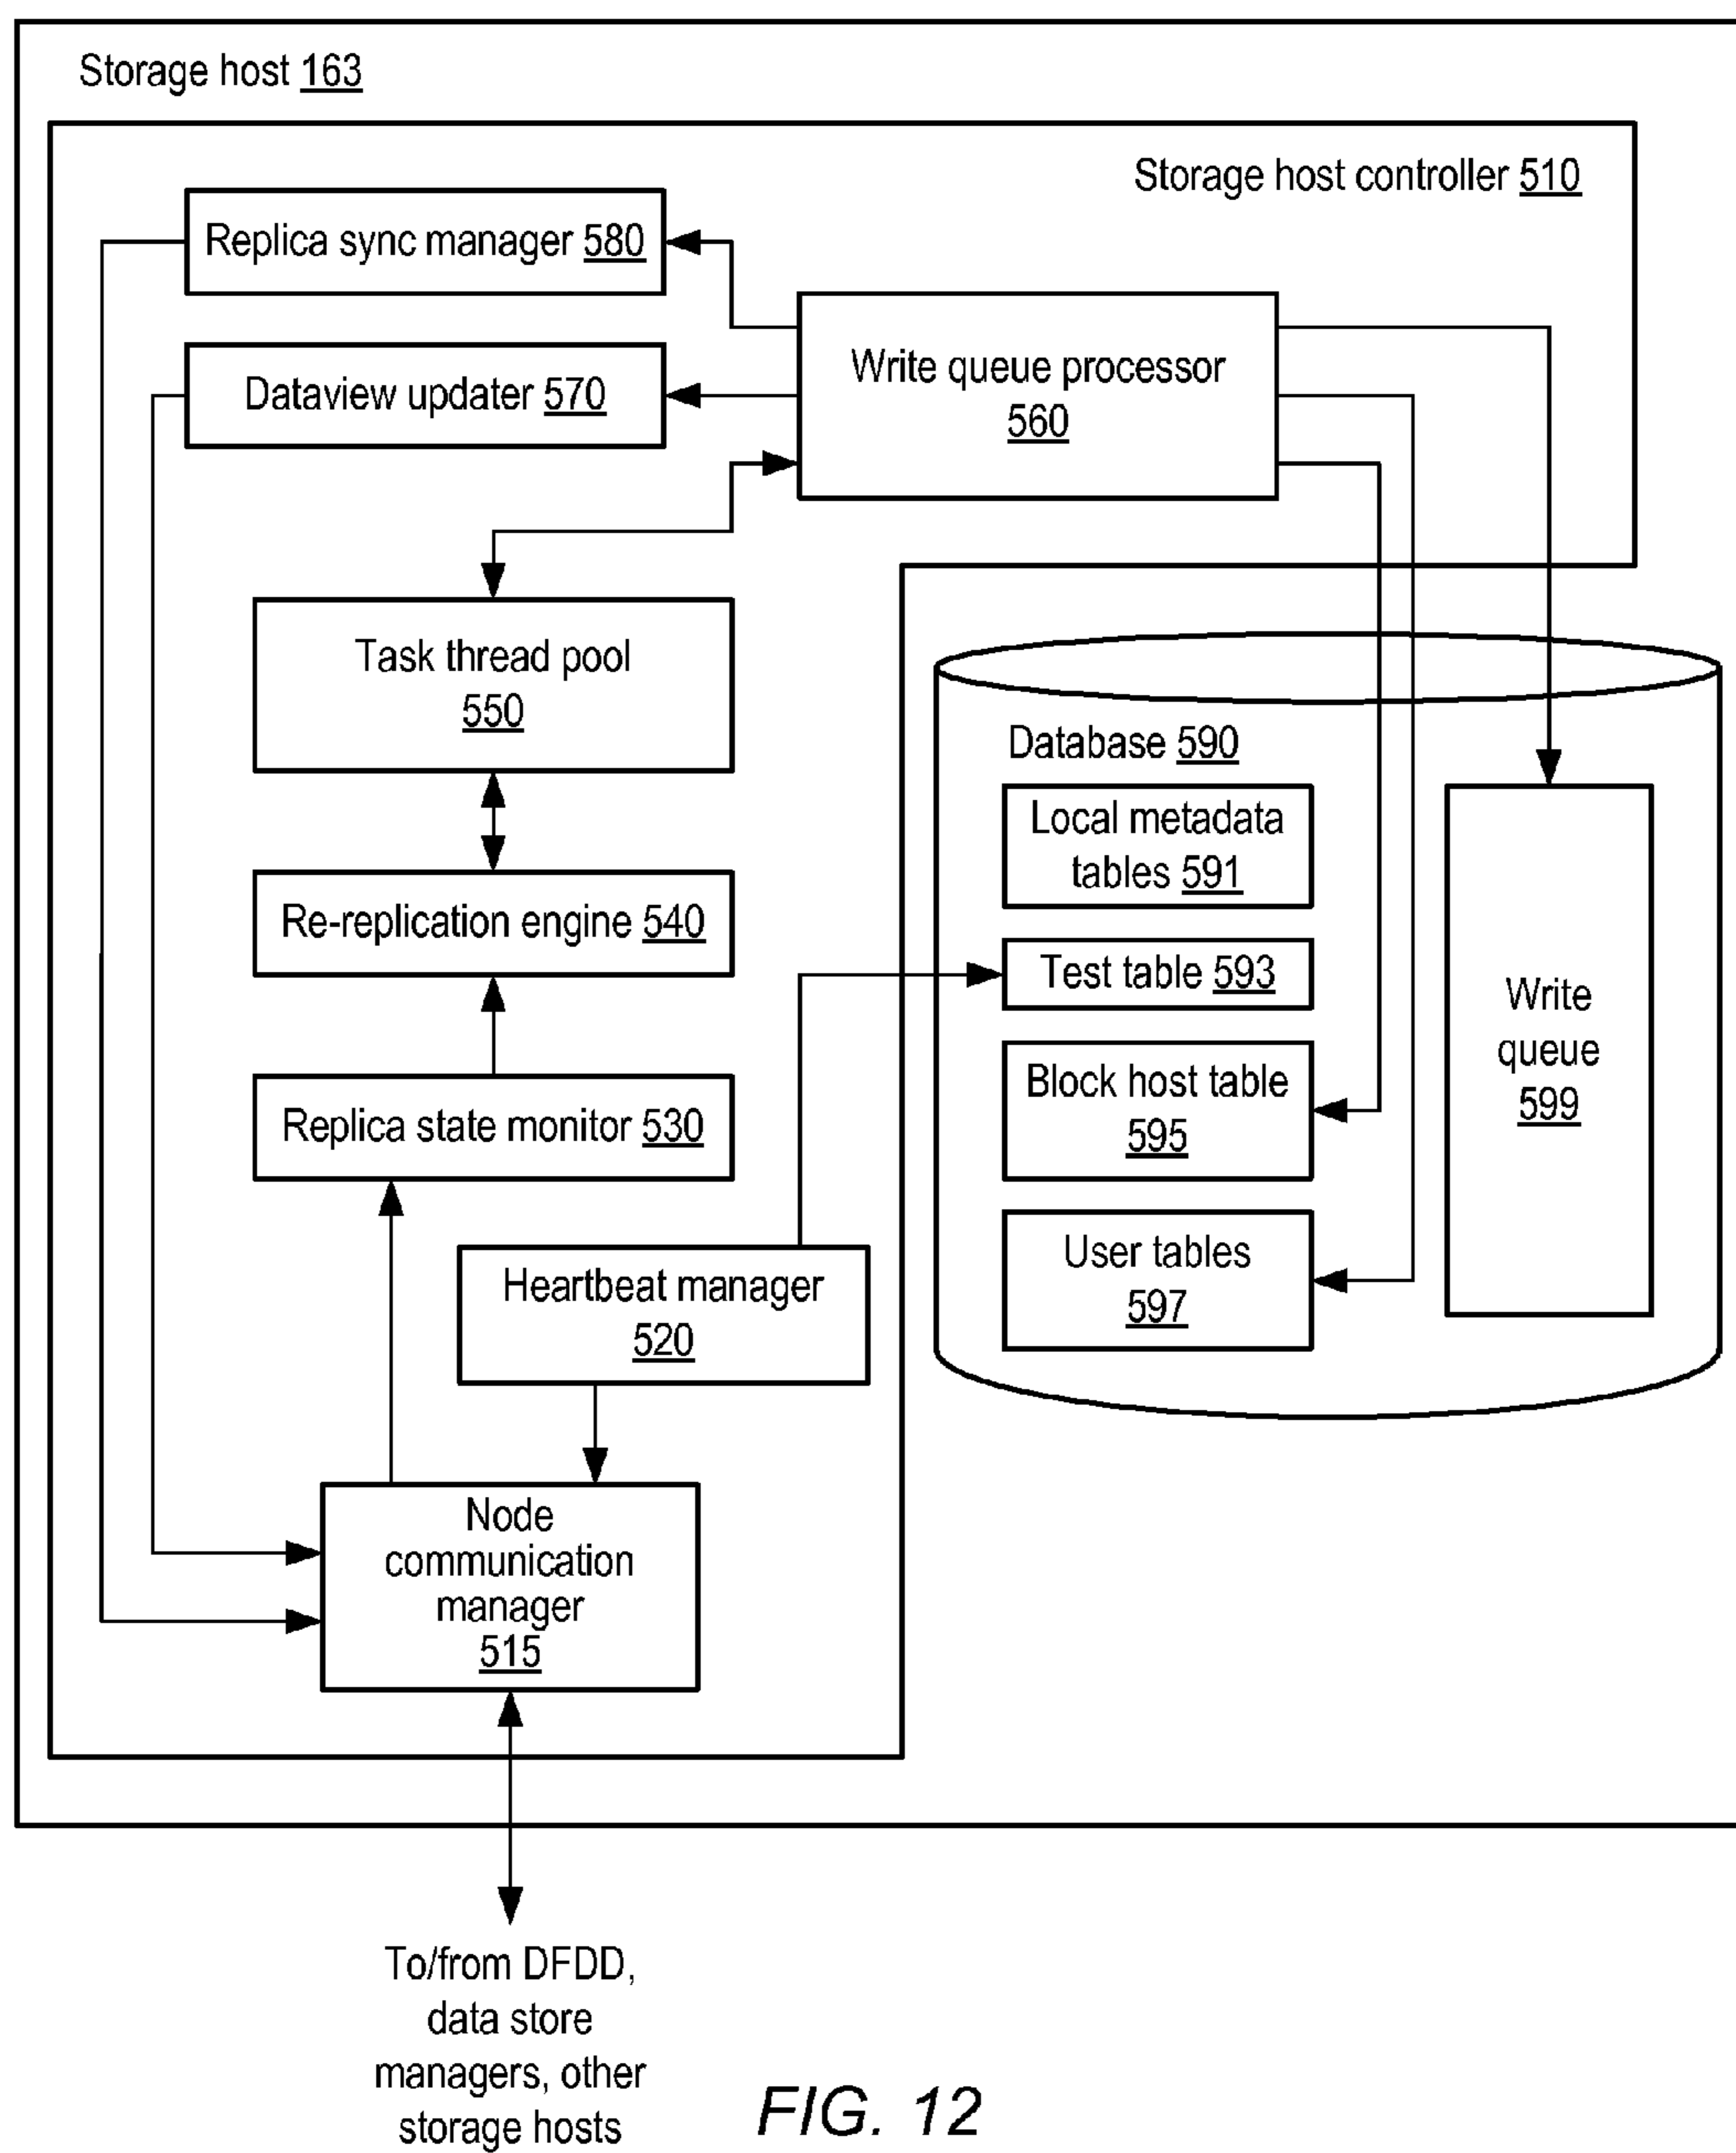 Storage host 163
Storage host controller 510
Replica sync manager 580
Dataview updater 570
Write queue processor
560
Task thread pool
550
Re-replication engine 540
Replica state monitor 530
Heartbeat manager
520
Node
communication
manager
515
Database 590
Local metadata
tables 591
Test table 593
Block host table
595
User tables
597
Write
queue
599
To/from DFDD,
data store
managers, other
storage hosts
FIG. 12